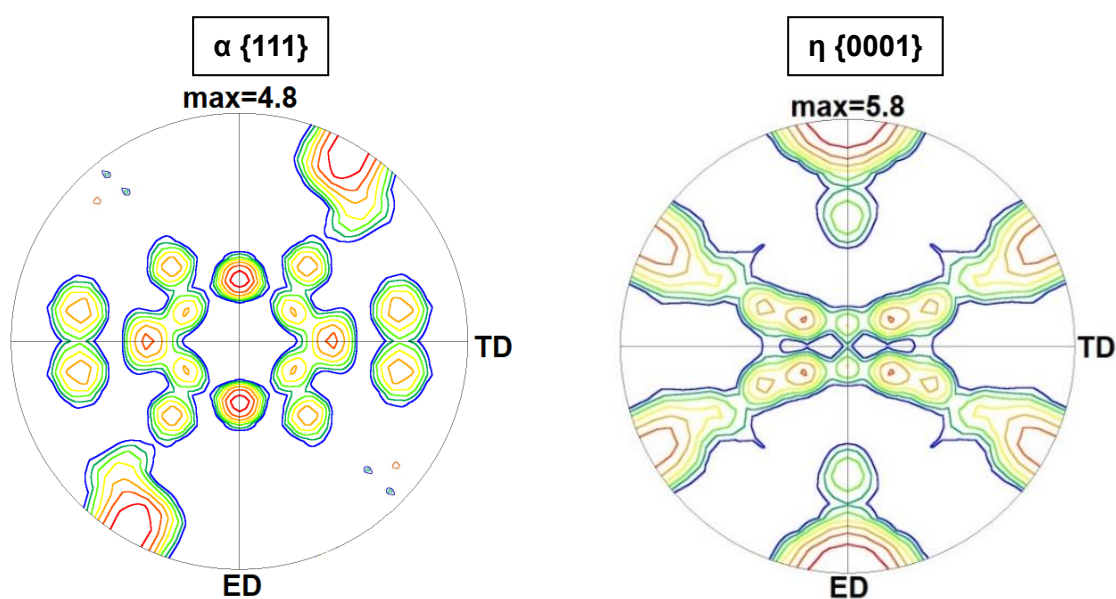 α {111}
η {0001}
max=4.8
max=5.8
TD
TD
ED
ED